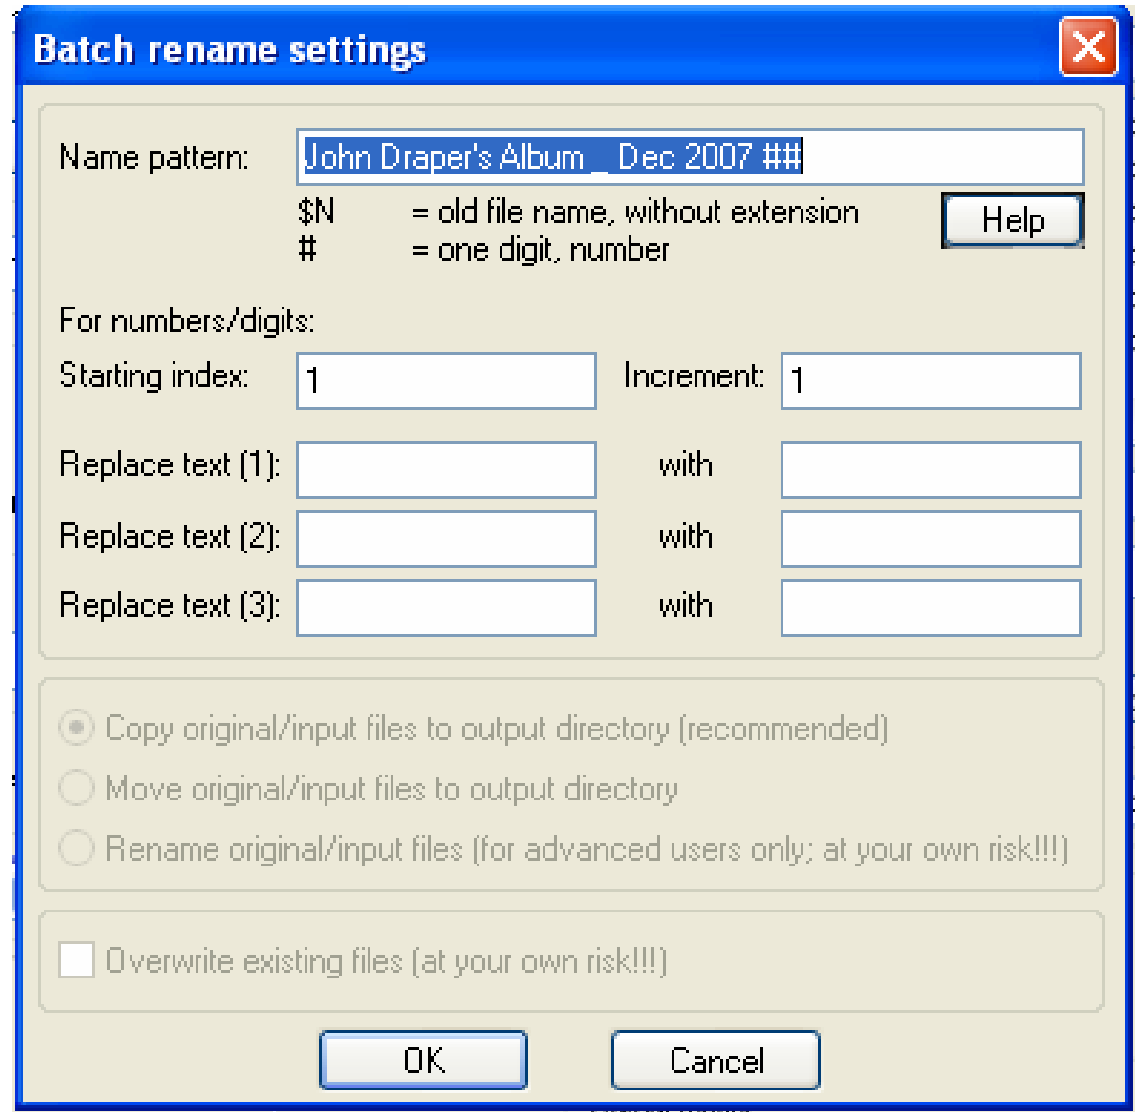 Batch rename settings
Name pattern: John Draper's Album _ Dec 2007 ##
$N = old file name, without extension
Help
# = one digit, number
For numbers/digits:
Starting index: 1 Increment: 1
Replace text (1): with
Replace text (2): with
Replace text (3): with
Copy original/input files to output directory (recommended)
Move original/input files to output directory
Rename original/input files (for advanced users only; at your own risk!!!)
Overwrite existing files (at your own risk!!!)
OK Cancel